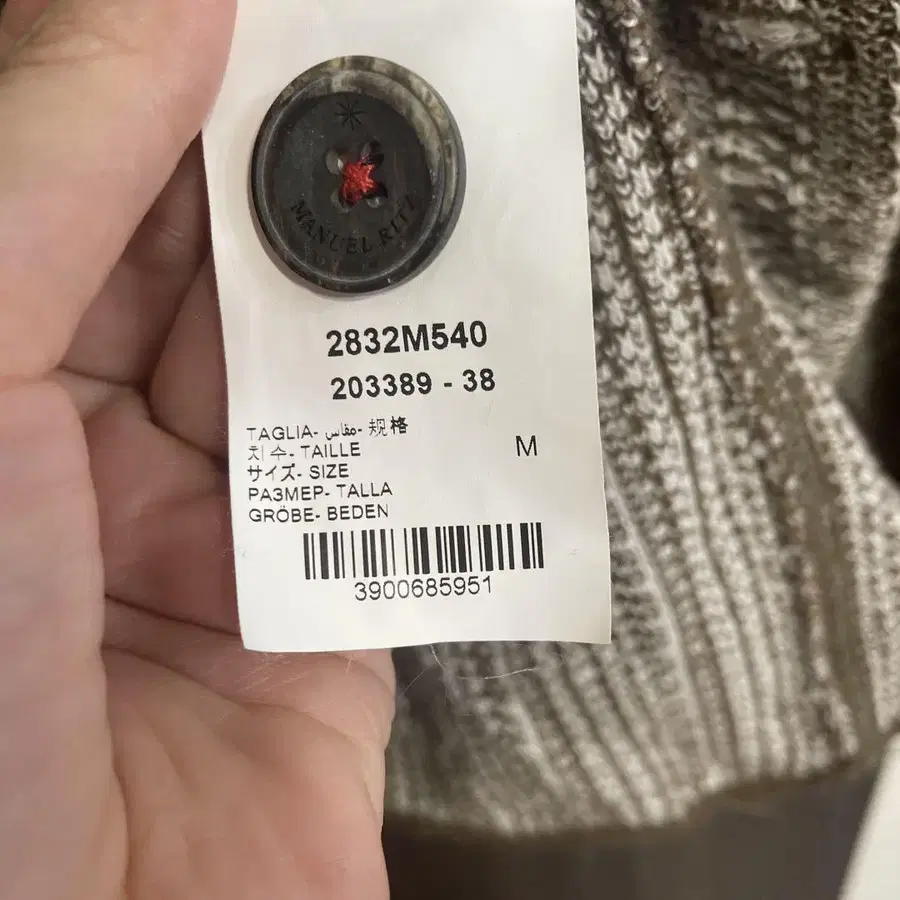 MANUEL RITZ
2832M540
203389 - 38
TAGLIA- مقاس- 规格
치수- TAILLE
サイズ- SIZE
РАЗМЕР- TALLA
GRÖBE- BEDEN
M
3900685951